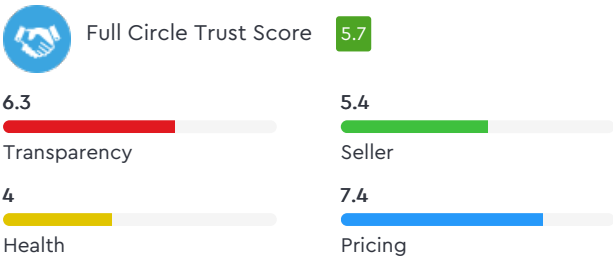 Full Circle Trust Score 5.7
6.3 5.4
Transparency Seller
4 7.4
Health Pricing